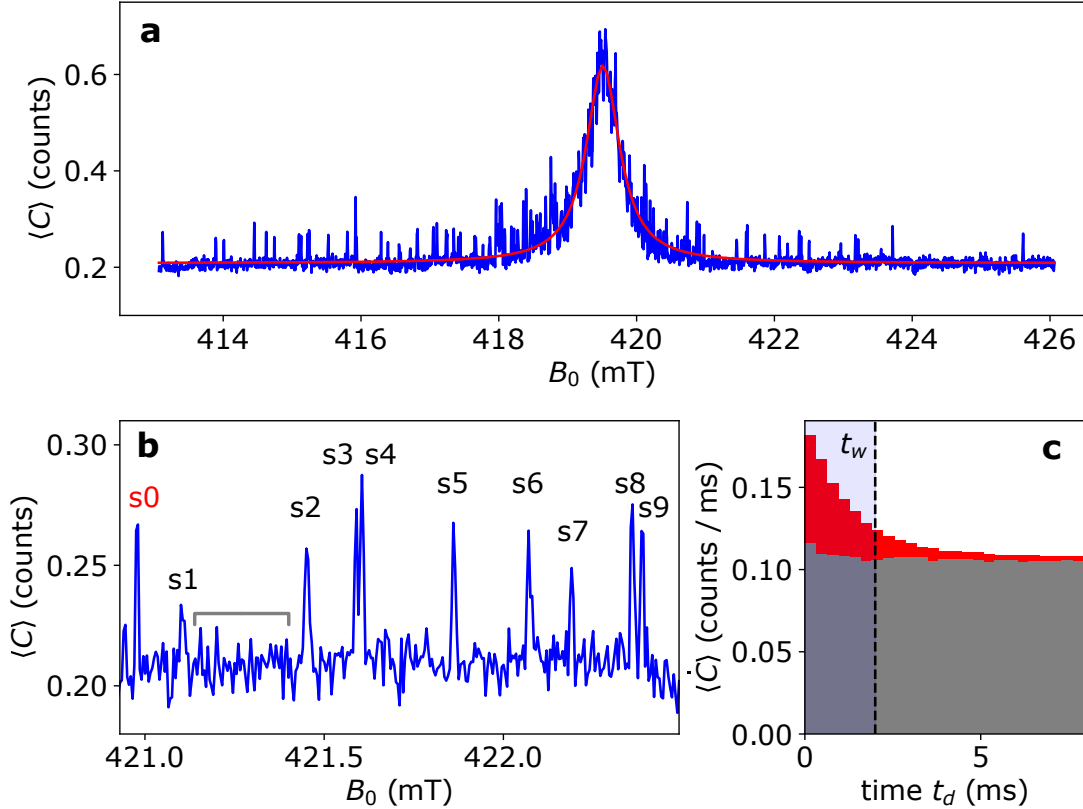 a
⟨C⟩ (counts)
0.6
0.4
0.2
414 416 418 420 422 424 426
B₀ (mT)
b
⟨C⟩ (counts)
0.30
0.25
0.20
s0
s1
s2
s3 s4
s5
s6
s7
s8
s9
421.0 421.5 422.0
B₀ (mT)
c
t_w
⟨Ċ⟩ (counts / ms)
0.15
0.10
0.05
0.00
0 5
time t_d (ms)